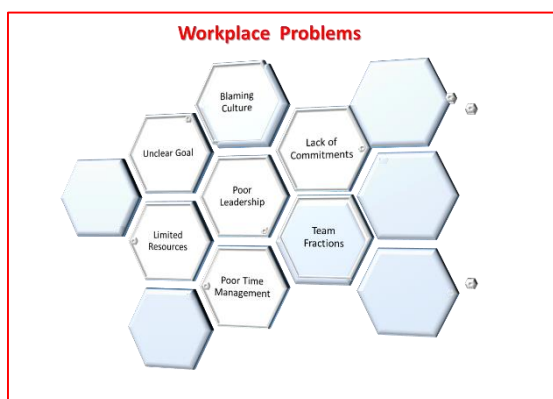 Workplace Problems
Blaming
Culture
Unclear Goal
Lack of
Commitments
Poor
Leadership
Limited
Resources
Team
Fractions
Poor Time
Management